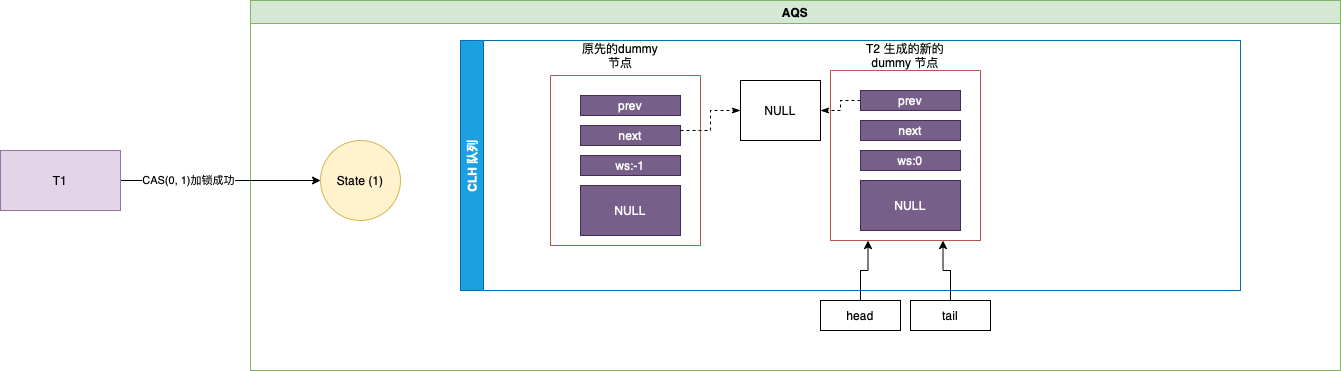 AQS
T1
CAS(0, 1)加锁成功
State (1)
CLH 队列
原先的dummy
节点
prev
next
ws:-1
NULL
NULL
T2 生成的新的
dummy 节点
prev
next
ws:0
NULL
head
tail